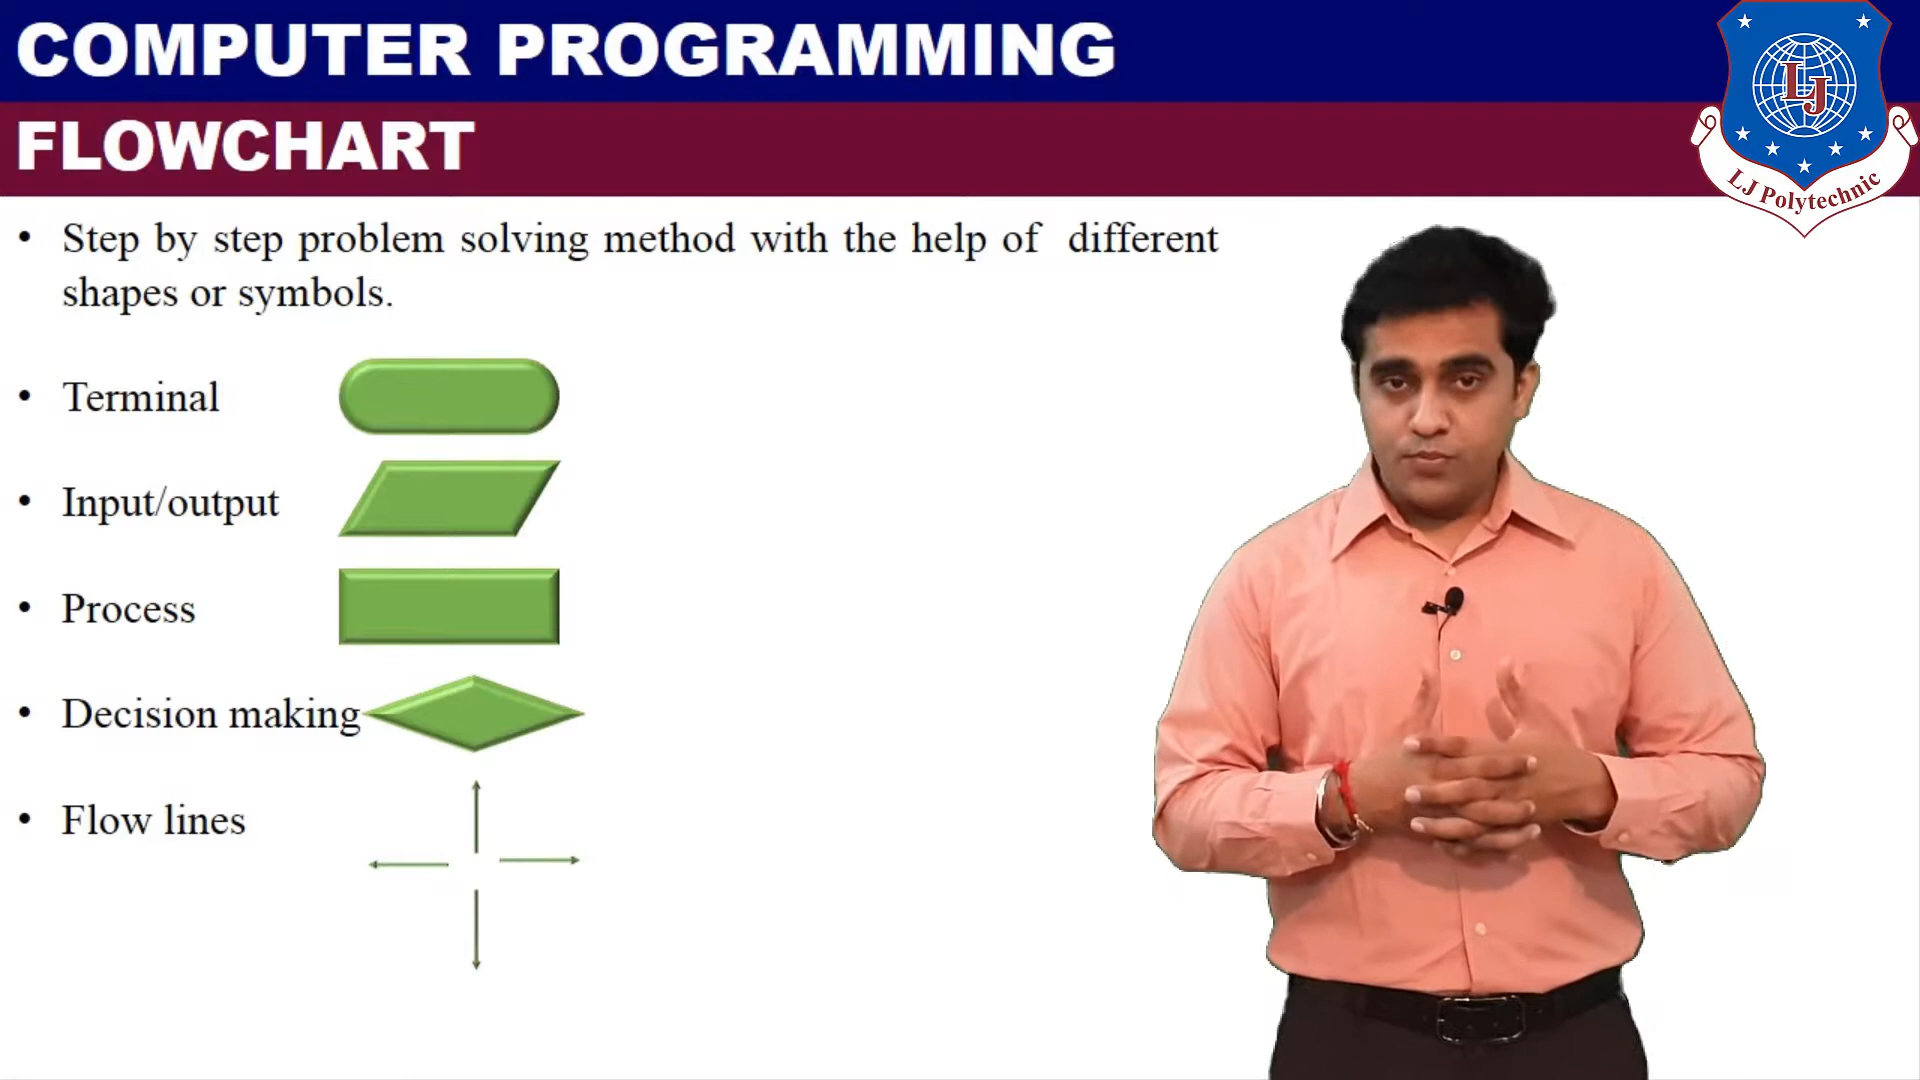 COMPUTER PROGRAMMING
FLOWCHART
LJ
LJ Polytechnic
• Step by step problem solving method with the help of different
shapes or symbols.
• Terminal
• Input/output
• Process
• Decision making
• Flow lines